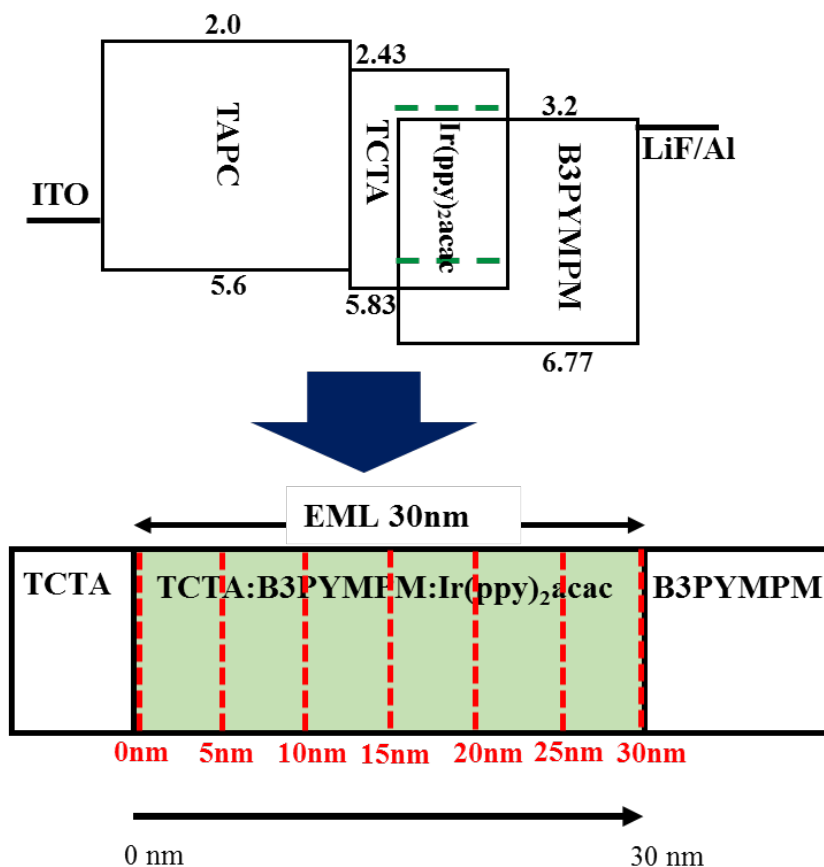 2.0
2.43
TAPC
TCTA
Ir(ppy)₂acac
3.2
B3PYMPM
LiF/Al
ITO
5.6
5.83
6.77
EML 30nm
TCTA
TCTA:B3PYMPM:Ir(ppy)₂acac
B3PYMPM
0nm
5nm
10nm
15nm
20nm
25nm
30nm
0 nm
30 nm